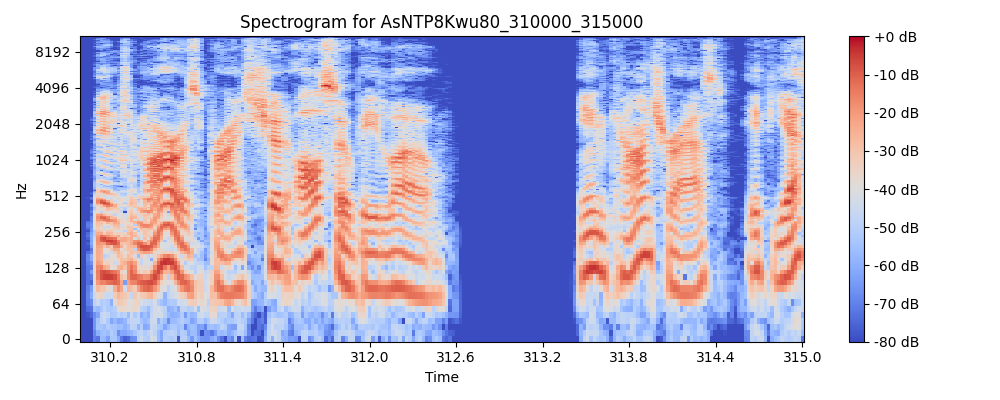 Spectrogram for AsNTP8Kwu80_310000_315000
Hz
8192
4096
2048
1024
512
256
128
64
0
310.2 310.8 311.4 312.0 312.6 313.2 313.8 314.4 315.0
Time
+0 dB
-10 dB
-20 dB
-30 dB
-40 dB
-50 dB
-60 dB
-70 dB
-80 dB